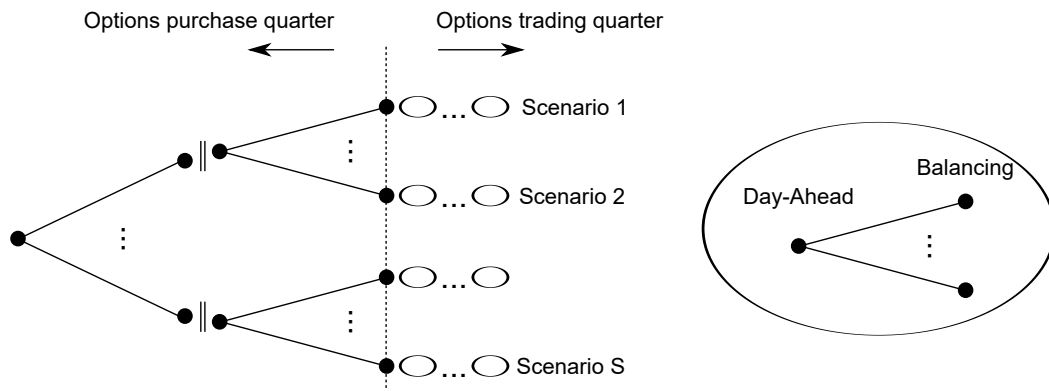 Options purchase quarter
Options trading quarter
Scenario 1
Scenario 2
Scenario S
Day-Ahead
Balancing